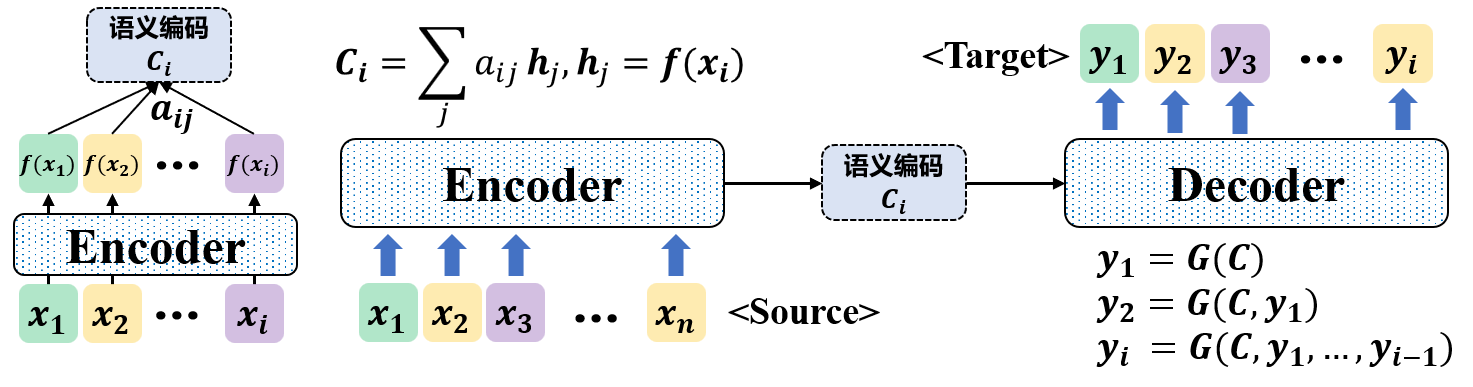 语义编码
C_i
a_{ij}
f(x_1) f(x_2) ... f(x_i)
Encoder
x_1 x_2 ... x_i
C_i = \sum_j a_{ij} h_j, h_j = f(x_i)
Encoder
x_1 x_2 x_3 ... x_n <Source>
语义编码
C_i
<Target> y_1 y_2 y_3 ... y_i
Decoder
y_1 = G(C)
y_2 = G(C, y_1)
y_i = G(C, y_1, ..., y_{i-1})